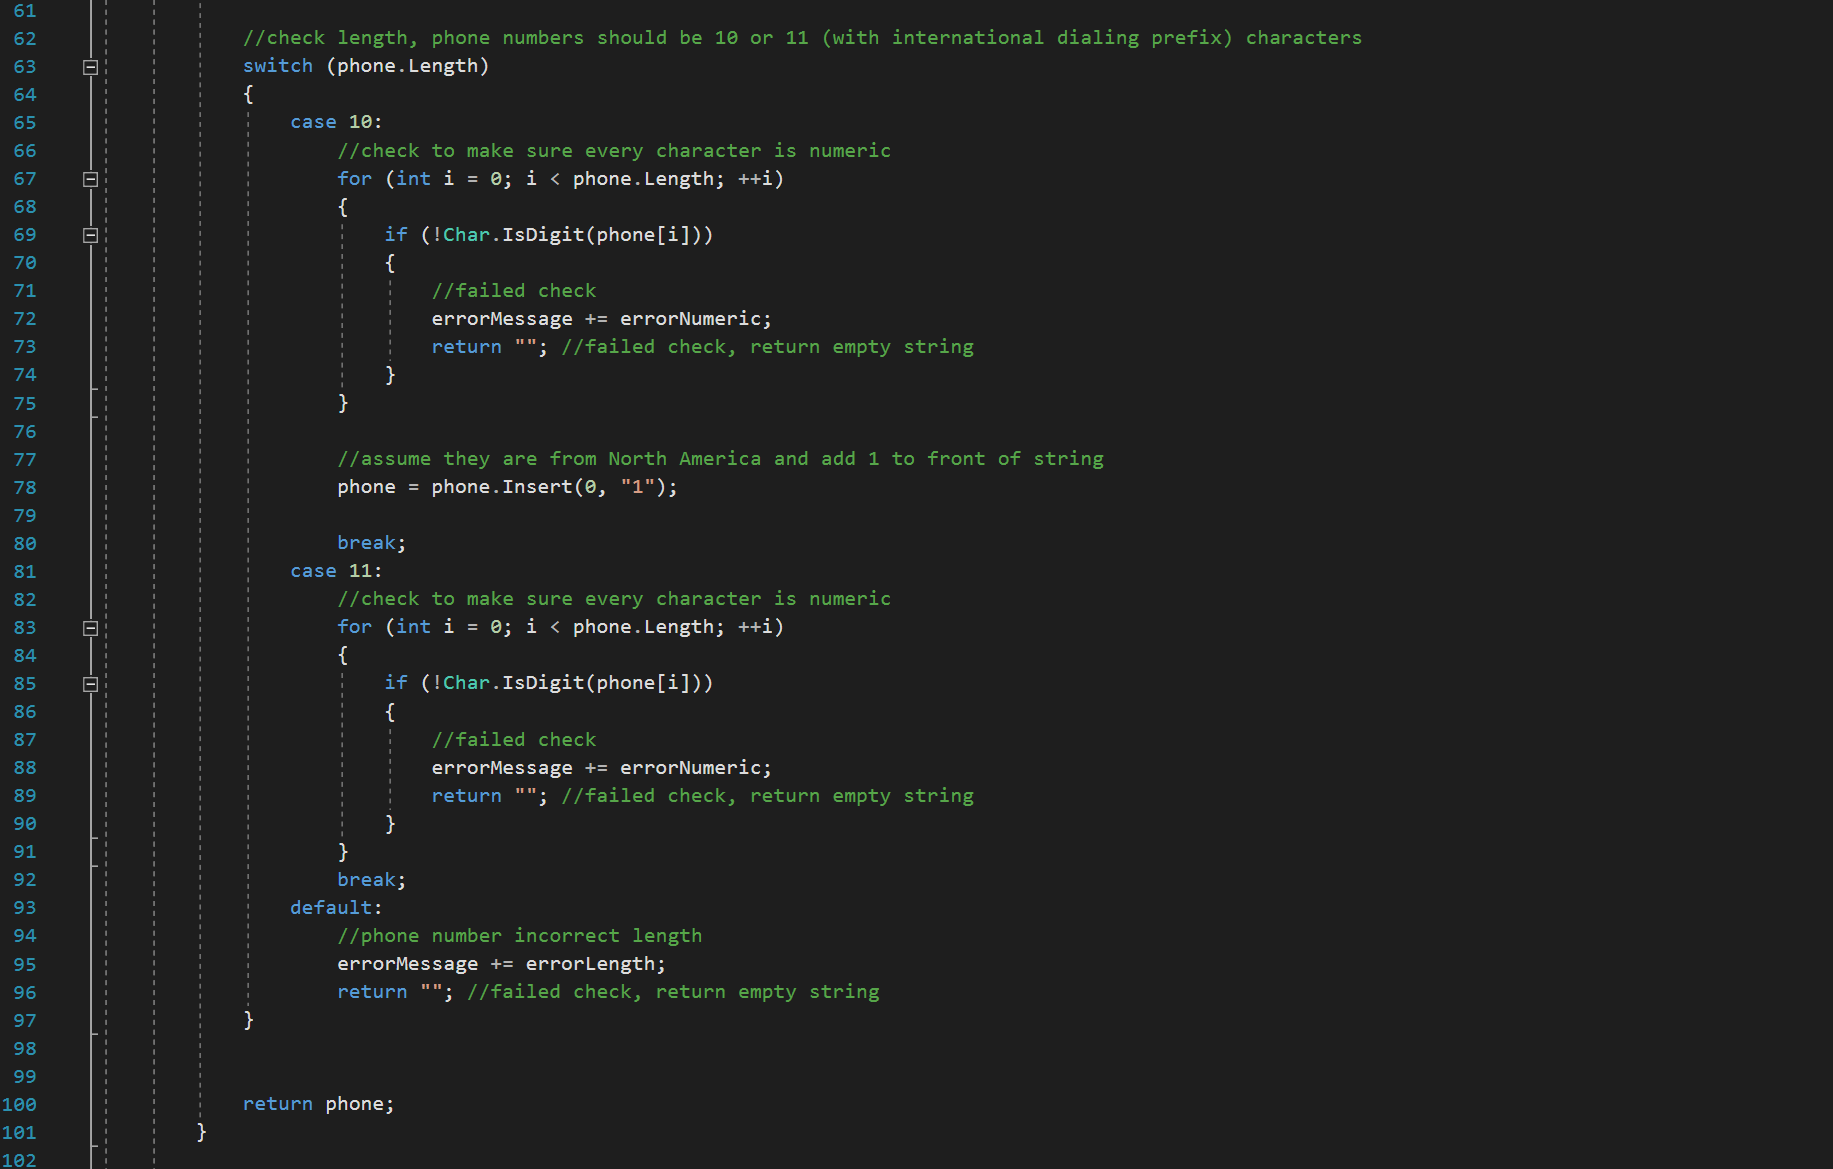 61
62 //check length, phone numbers should be 10 or 11 (with international dialing prefix) characters
63 switch (phone.Length)
64 {
65 case 10:
66 //check to make sure every character is numeric
67 for (int i = 0; i < phone.Length; ++i)
68 {
69 if (!Char.IsDigit(phone[i]))
70 {
71 //failed check
72 errorMessage += errorNumeric;
73 return ""; //failed check, return empty string
74 }
75 }
76
77 //assume they are from North America and add 1 to front of string
78 phone = phone.Insert(0, "1");
79
80 break;
81 case 11:
82 //check to make sure every character is numeric
83 for (int i = 0; i < phone.Length; ++i)
84 {
85 if (!Char.IsDigit(phone[i]))
86 {
87 //failed check
88 errorMessage += errorNumeric;
89 return ""; //failed check, return empty string
90 }
91 }
92 break;
93 default:
94 //phone number incorrect length
95 errorMessage += errorLength;
96 return ""; //failed check, return empty string
97 }
98
99
100 return phone;
101 }
102